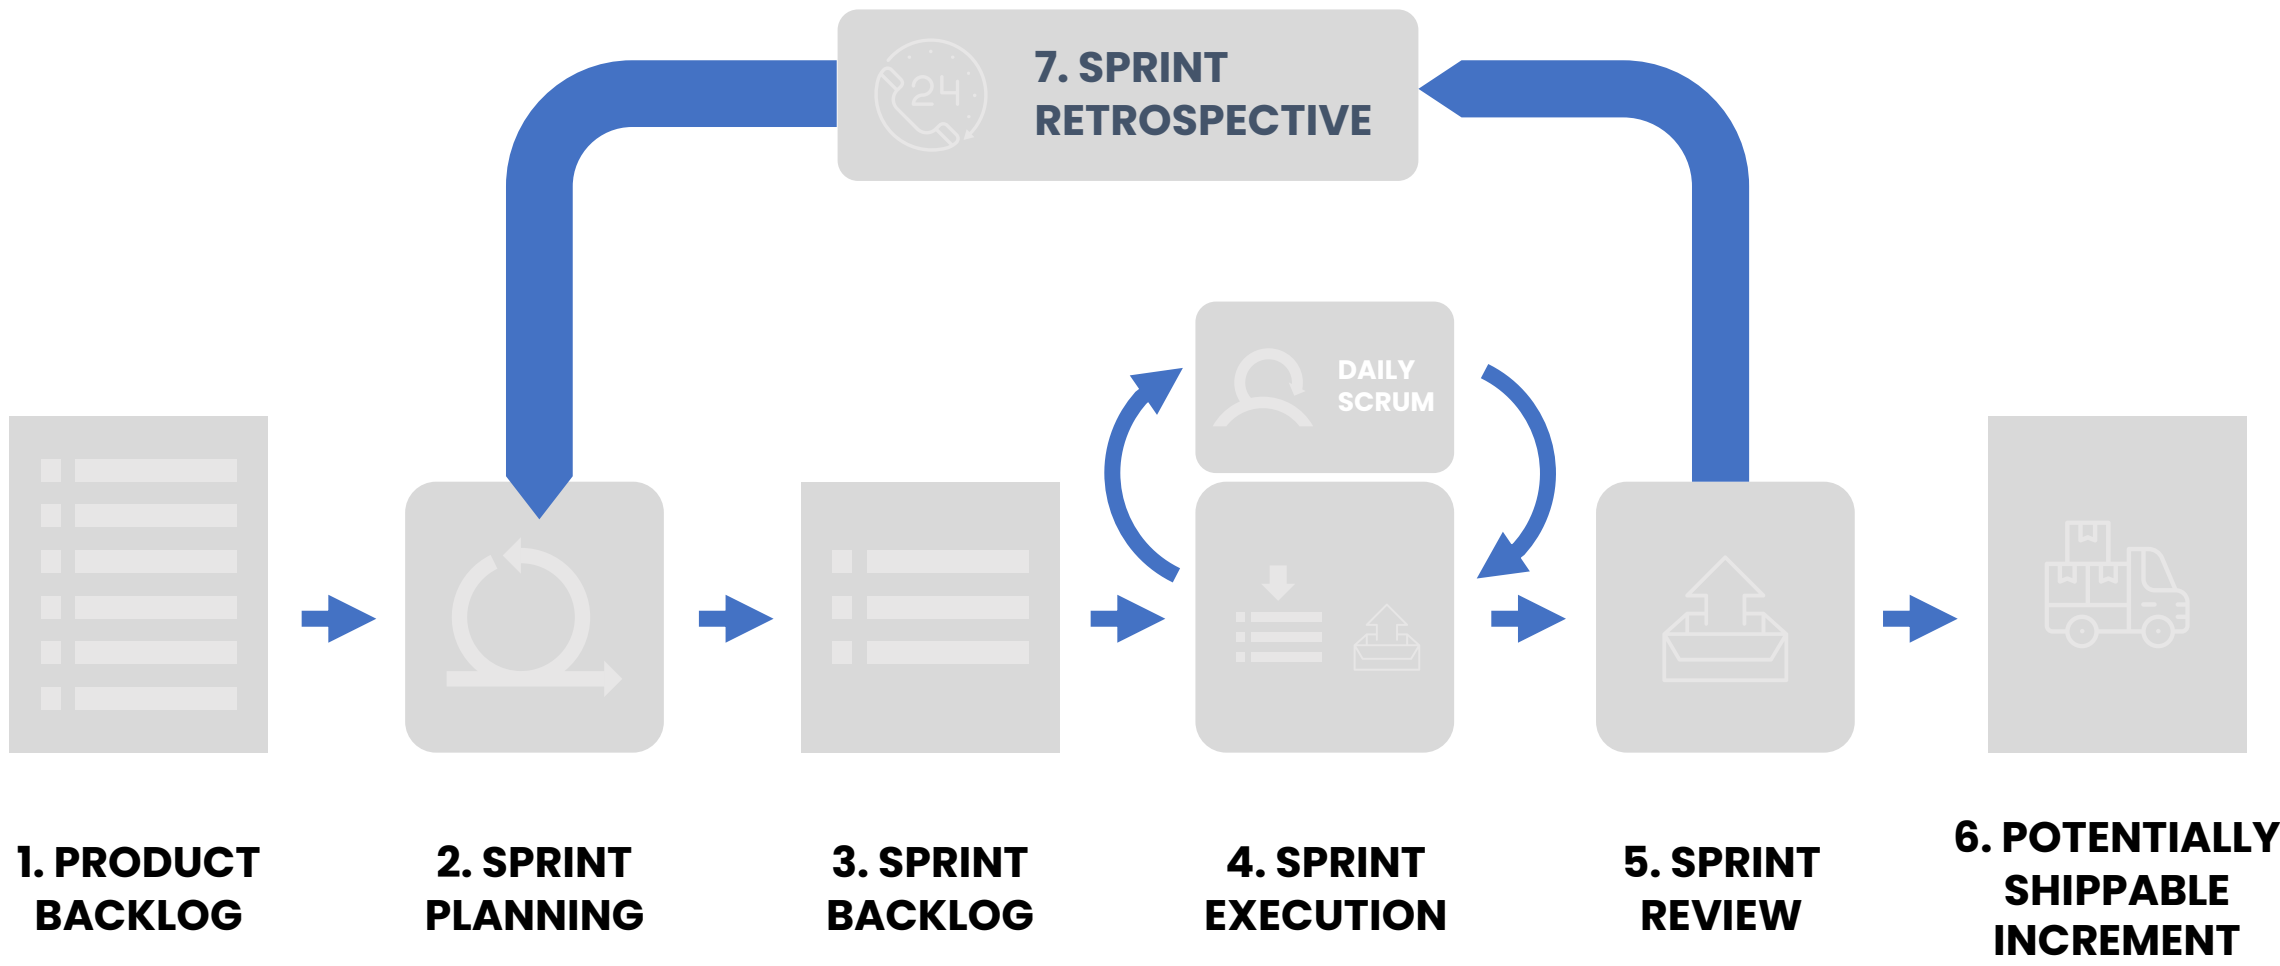 7. SPRINT
RETROSPECTIVE
24
DAILY
SCRUM
1. PRODUCT
BACKLOG
2. SPRINT
PLANNING
3. SPRINT
BACKLOG
4. SPRINT
EXECUTION
5. SPRINT
REVIEW
6. POTENTIALLY
SHIPPABLE
INCREMENT